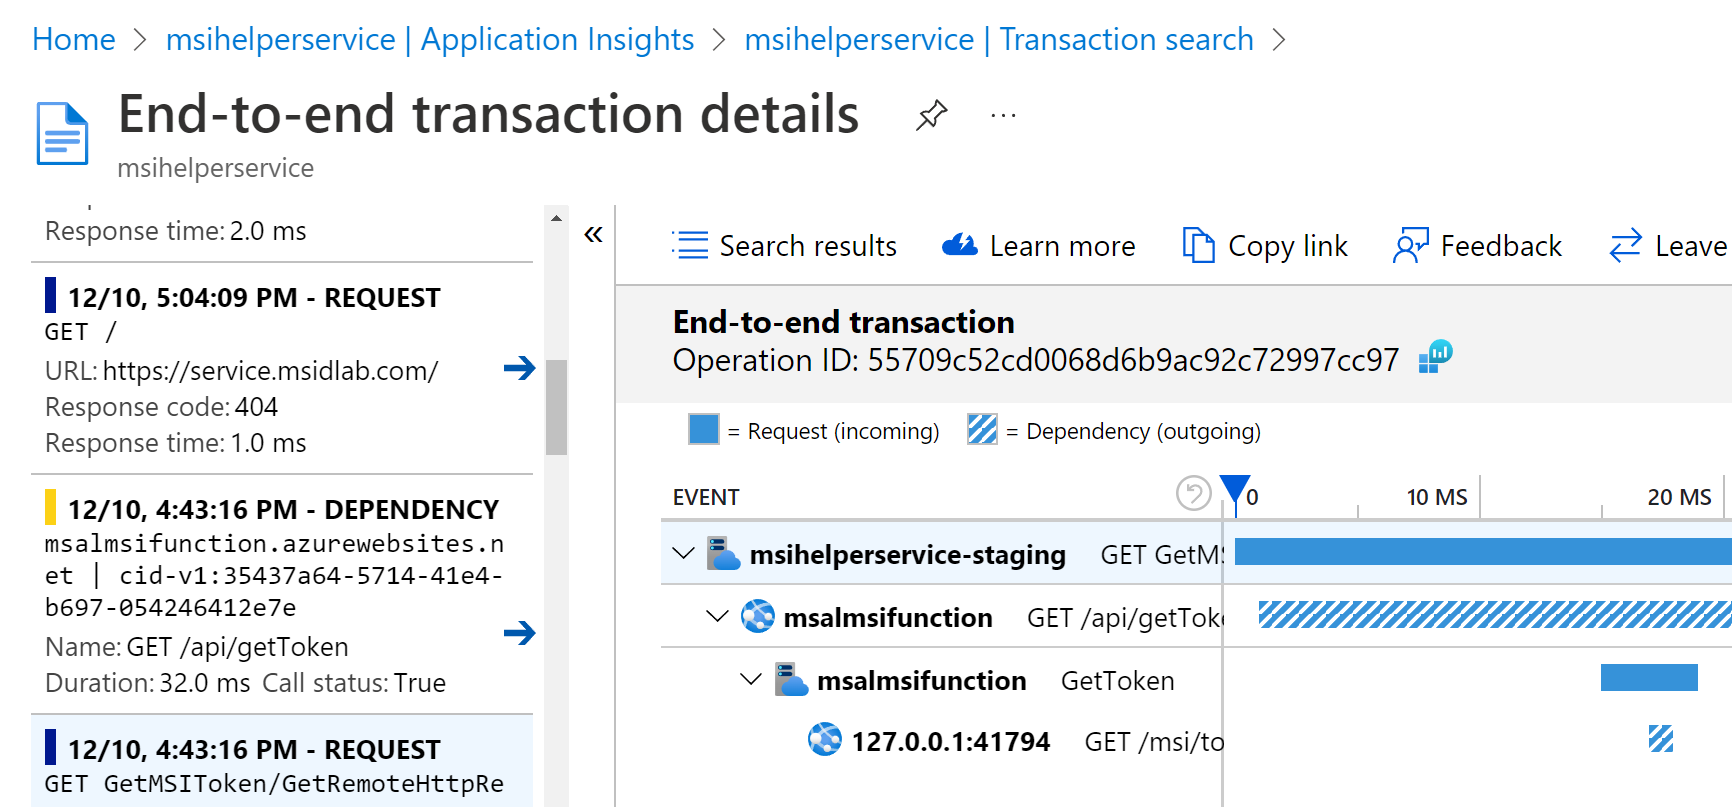 Home > msihelperservice | Application Insights > msihelperservice | Transaction search >
End-to-end transaction details ...
msihelperservice
Response time: 2.0 ms
12/10, 5:04:09 PM - REQUEST
GET /
URL: https://service.msidlab.com/
Response code: 404
Response time: 1.0 ms
12/10, 4:43:16 PM - DEPENDENCY
msalmsifunction.azurewebsites.n
et | cid-v1:35437a64-5714-41e4-
b697-054246412e7e
Name: GET /api/getToken
Duration: 32.0 ms Call status: True
12/10, 4:43:16 PM - REQUEST
GET GetMSIToken/GetRemoteHttpRe
«
Search results Learn more Copy link Feedback Leave
End-to-end transaction
Operation ID: 55709c52cd0068d6b9ac92c72997cc97
= Request (incoming) = Dependency (outgoing)
EVENT 0 10 MS 20 MS
msihelperservice-staging GET GetMS
msalmsifunction GET /api/getToke
msalmsifunction GetToken
127.0.0.1:41794 GET /msi/to